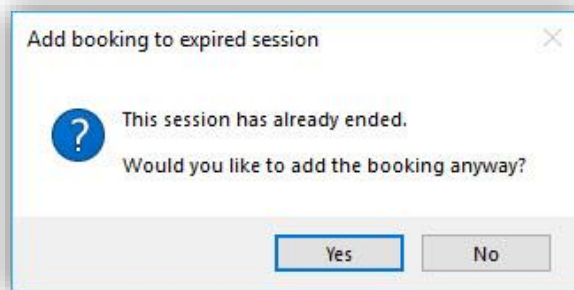 Add booking to expired session
This session has already ended.
Would you like to add the booking anyway?
Yes
No